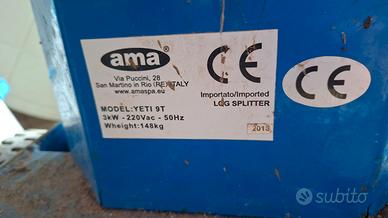 ama
Via Puccini, 28
San Martino in Rio (RE) ITALY
www.amaspa.eu
CE
Importato/Imported
LOG SPLITTER
MODEL:YETI 9T
3kW - 220Vac - 50Hz
Wheight:148kg
2013
CE
subito